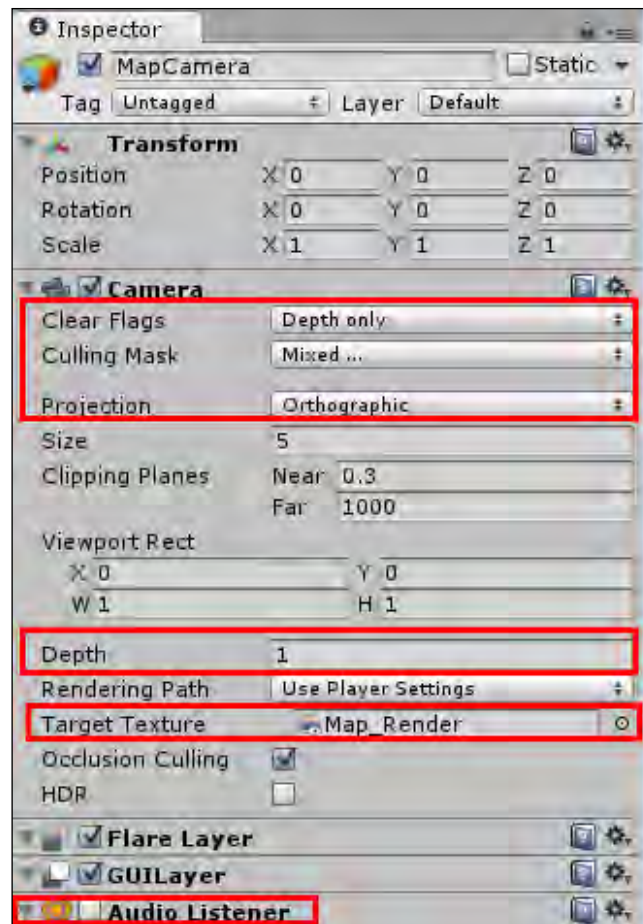 Inspector
MapCamera Static
Tag Untagged Layer Default
Transform
Position X 0 Y 0 Z 0
Rotation X 0 Y 0 Z 0
Scale X 1 Y 1 Z 1
Camera
Clear Flags Depth only
Culling Mask Mixed ...
Projection Orthographic
Size 5
Clipping Planes Near 0.3
Far 1000
Viewport Rect
X 0 Y 0
W 1 H 1
Depth 1
Rendering Path Use Player Settings
Target Texture Map_Render
Occlusion Culling
HDR
Flare Layer
GUILayer
Audio Listener